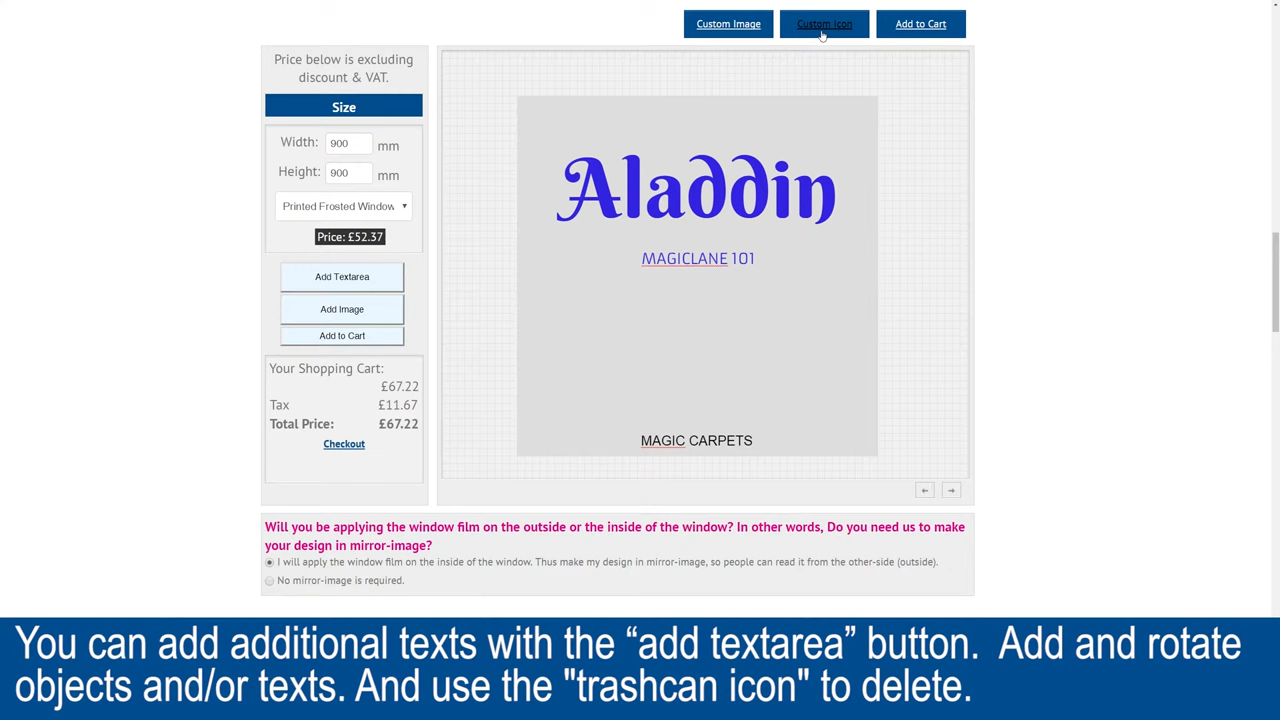 Custom Image
Custom Icon
Add to Cart
Price below is excluding
discount & VAT.
Size
Width: 900 mm
Height: 900 mm
Printed Frosted Window
Price: £52.37
Add Textarea
Add Image
Add to Cart
Your Shopping Cart:
£67.22
Tax £11.67
Total Price: £67.22
Checkout
Aladdin
MAGICLANE 101
MAGIC CARPETS
Will you be applying the window film on the outside or the inside of the window? In other words, Do you need us to make
your design in mirror-image?
I will apply the window film on the inside of the window. Thus make my design in mirror-image, so people can read it from the other-side (outside).
No mirror-image is required.
You can add additional texts with the “add textarea” button. Add and rotate
objects and/or texts. And use the "trashcan icon" to delete.